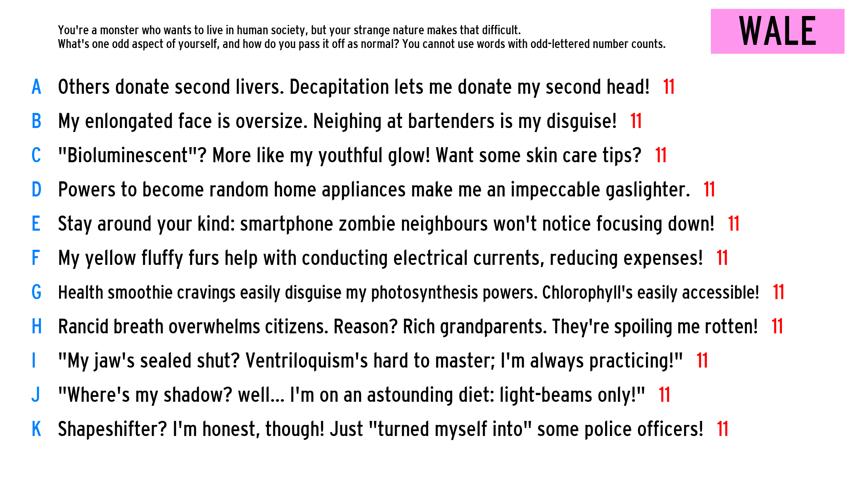 You're a monster who wants to live in human society, but your strange nature makes that difficult.
What's one odd aspect of yourself, and how do you pass it off as normal? You cannot use words with odd-lettered number counts.
WALE
A Others donate second livers. Decapitation lets me donate my second head! 11
B My enlongated face is oversize. Neighing at bartenders is my disguise! 11
C "Bioluminescent"? More like my youthful glow! Want some skin care tips? 11
D Powers to become random home appliances make me an impeccable gaslighter. 11
E Stay around your kind: smartphone zombie neighbours won't notice focusing down! 11
F My yellow fluffy furs help with conducting electrical currents, reducing expenses! 11
G Health smoothie cravings easily disguise my photosynthesis powers. Chlorophyll's easily accessible! 11
H Rancid breath overwhelms citizens. Reason? Rich grandparents. They're spoiling me rotten! 11
I "My jaw's sealed shut? Ventriloquism's hard to master; I'm always practicing!" 11
J "Where's my shadow? well... I'm on an astounding diet: light-beams only!" 11
K Shapeshifter? I'm honest, though! Just "turned myself into" some police officers! 11